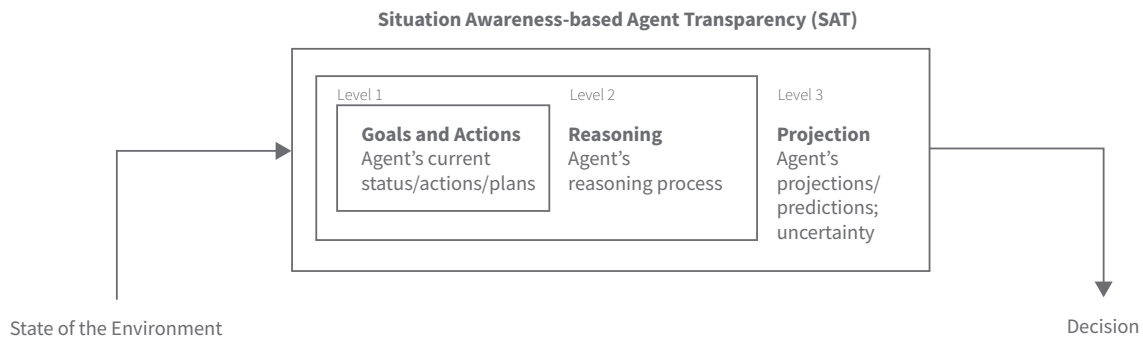 Situation Awareness-based Agent Transparency (SAT)
Level 1
Goals and Actions
Agent’s current
status/actions/plans
Level 2
Reasoning
Agent’s
reasoning process
Level 3
Projection
Agent’s
projections/
predictions;
uncertainty
State of the Environment
Decision